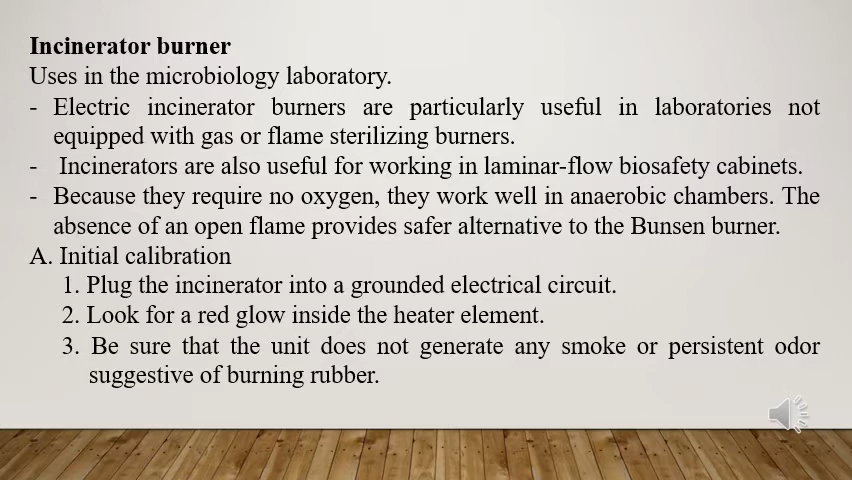 Incinerator burner
Uses in the microbiology laboratory.
- Electric incinerator burners are particularly useful in laboratories not
equipped with gas or flame sterilizing burners.
- Incinerators are also useful for working in laminar-flow biosafety cabinets.
- Because they require no oxygen, they work well in anaerobic chambers. The
absence of an open flame provides safer alternative to the Bunsen burner.
A. Initial calibration
1. Plug the incinerator into a grounded electrical circuit.
2. Look for a red glow inside the heater element.
3. Be sure that the unit does not generate any smoke or persistent odor
suggestive of burning rubber.